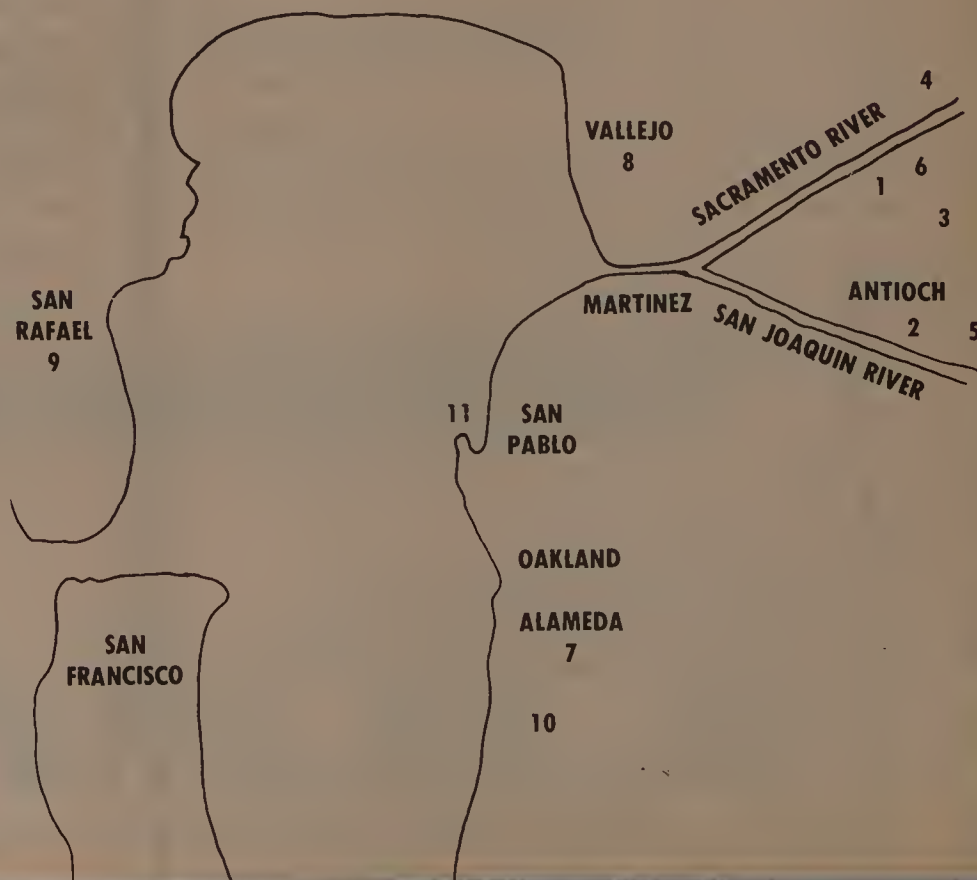 4
VALLEJO
8
SACRAMENTO RIVER
6
1
3
SAN
RAFAEL
9
MARTINEZ
ANTIOCH
2
5
SAN JOAQUIN RIVER
11
SAN
PABLO
OAKLAND
ALAMEDA
7
SAN
FRANCISCO
10